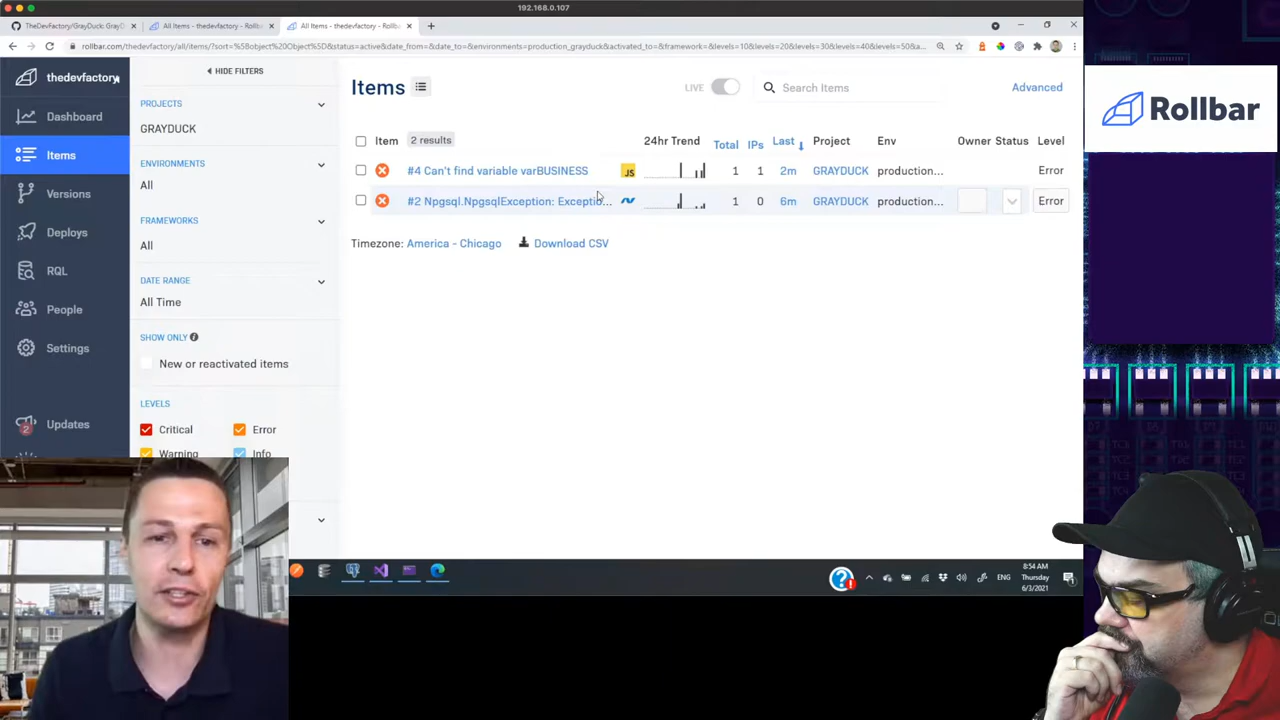 192.168.0.107
TheDevFactory/GrayDuck: GrayD
All Items - thedevfactory - Rollb
All Items - thedevfactory - Rollb
rollbar.com/thedevfactory/all/items/?sort=%5Bobject%20Object%5D&status=active&date_from=&date_to=&environments=production_grayduck&activated_to=&framework=&levels=10&levels=20&levels=30&levels=40&levels=50&a...
thedevfactory
Dashboard
Items
Versions
Deploys
RQL
People
Settings
2
Updates
HIDE FILTERS
PROJECTS
GRAYDUCK
ENVIRONMENTS
All
FRAMEWORKS
All
DATE RANGE
All Time
SHOW ONLY
New or reactivated items
LEVELS
Critical
Error
Warning
Info
Items
LIVE
Search Items
Advanced
Item 2 results 24hr Trend Total IPs Last Project Env Owner Status Level
#4 Can't find variable varBUSINESS JS 1 1 2m GRAYDUCK production... Error
#2 Npgsql.NpgsqlException: Exceptio... 1 0 6m GRAYDUCK production... Error
Timezone: America - Chicago Download CSV
ENG
8:54 AM
Thursday
6/3/2021
Rollbar